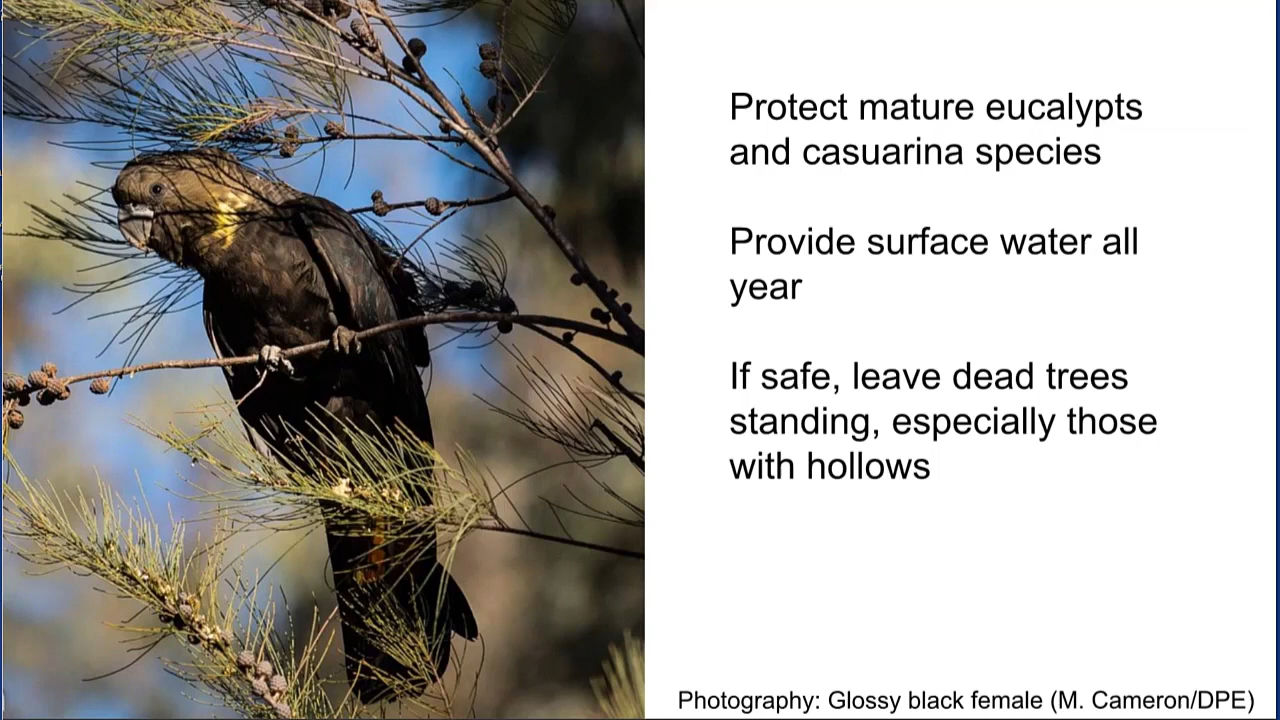 Protect mature eucalypts
and casuarina species
Provide surface water all
year
If safe, leave dead trees
standing, especially those
with hollows
Photography: Glossy black female (M. Cameron/DPE)